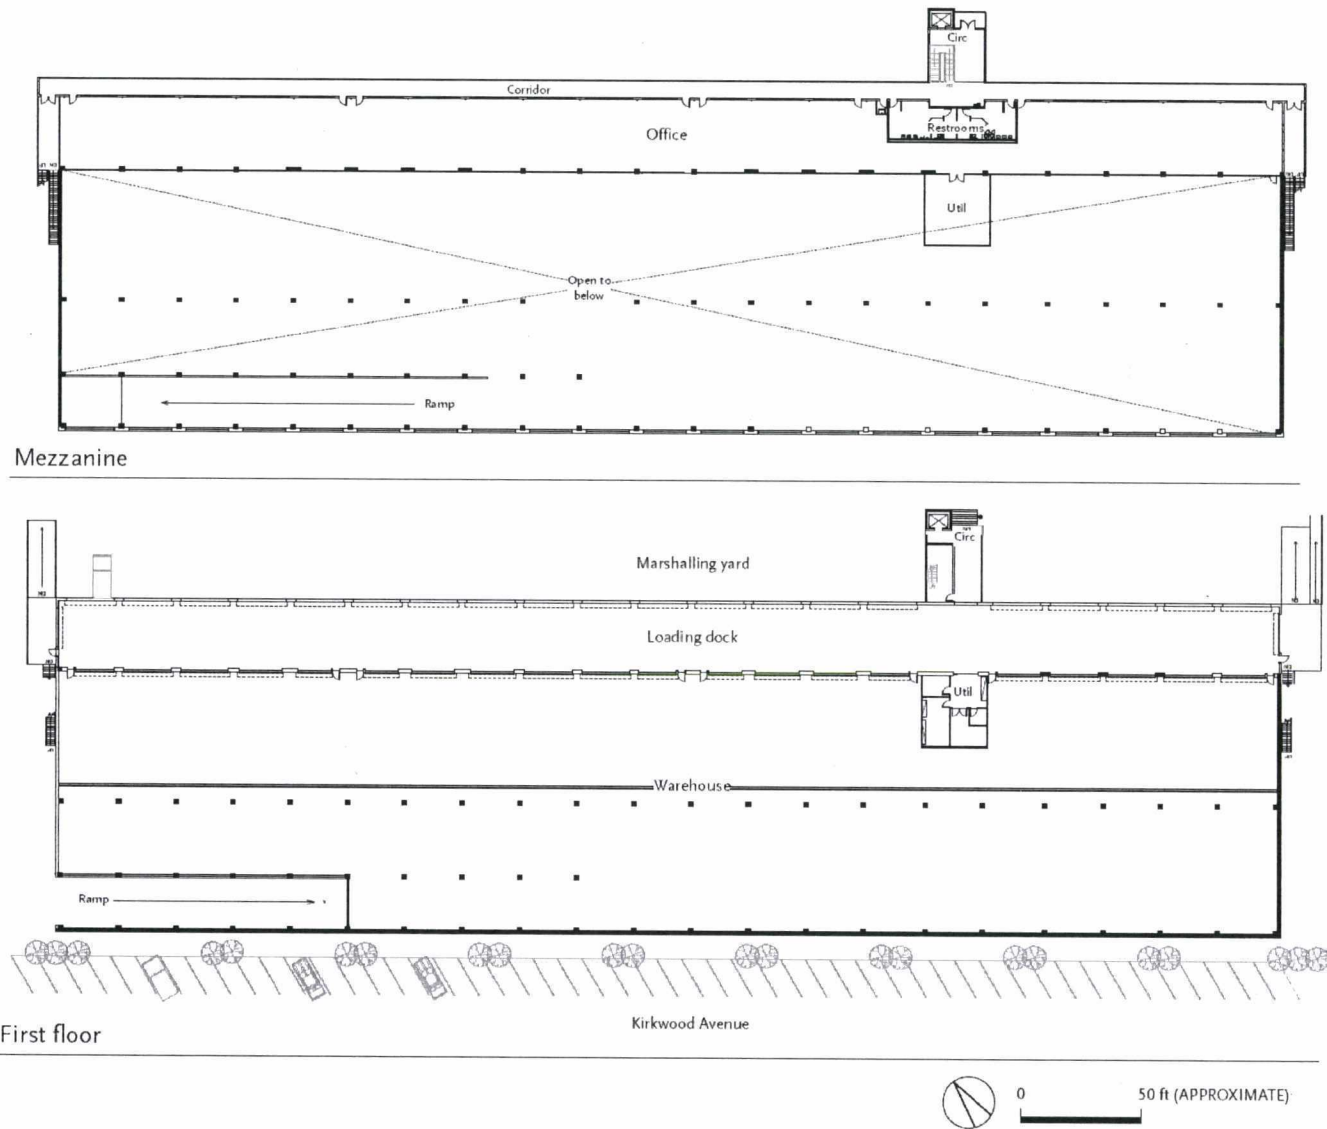 Circ
Corridor
Office
Restrooms
Util
Open to
below
Ramp
Mezzanine
Circ
Marshalling yard
Loading dock
Util
Warehouse
Ramp
Kirkwood Avenue
First floor
0 50 ft (APPROXIMATE)